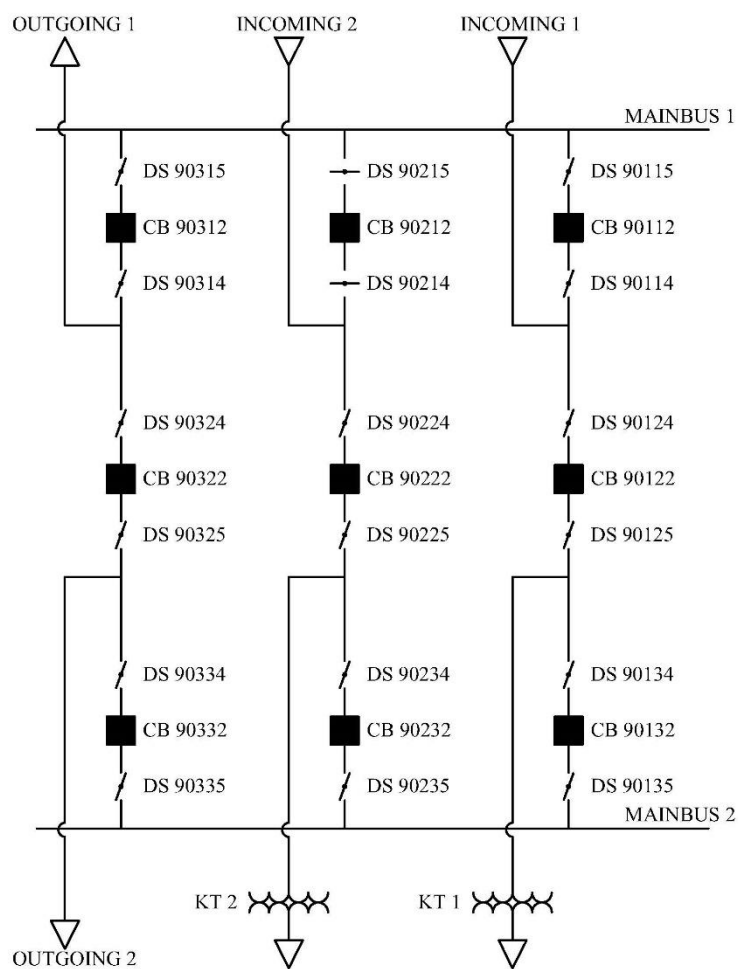 OUTGOING 1 INCOMING 2 INCOMING 1
MAINBUS 1
DS 90315 DS 90215 DS 90115
CB 90312 CB 90212 CB 90112
DS 90314 DS 90214 DS 90114
DS 90324 DS 90224 DS 90124
CB 90322 CB 90222 CB 90122
DS 90325 DS 90225 DS 90125
DS 90334 DS 90234 DS 90134
CB 90332 CB 90232 CB 90132
DS 90335 DS 90235 DS 90135
MAINBUS 2
KT 2 KT 1
OUTGOING 2